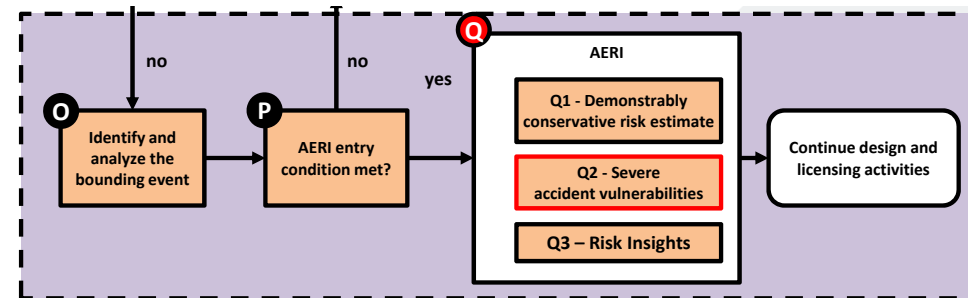 no
O
Identify and
analyze the
bounding event
no
P
AERI entry
condition met?
yes
Q
AERI
Q1 - Demonstrably
conservative risk estimate
Q2 - Severe
accident vulnerabilities
Q3 – Risk Insights
Continue design and
licensing activities